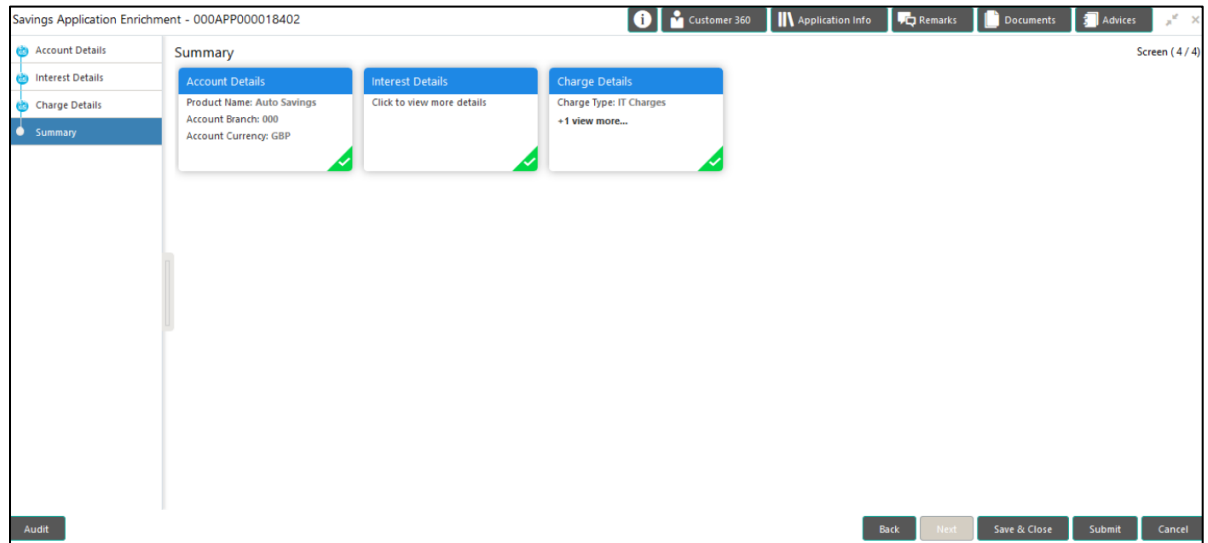 Savings Application Enrichment - 000APP000018402
i
Customer 360
Application Info
Remarks
Documents
Advices
Account Details
Interest Details
Charge Details
Summary
Summary
Screen ( 4 / 4)
Account Details
Product Name: Auto Savings
Account Branch: 000
Account Currency: GBP
Interest Details
Click to view more details
Charge Details
Charge Type: IT Charges
+1 view more...
Audit
Back
Next
Save & Close
Submit
Cancel